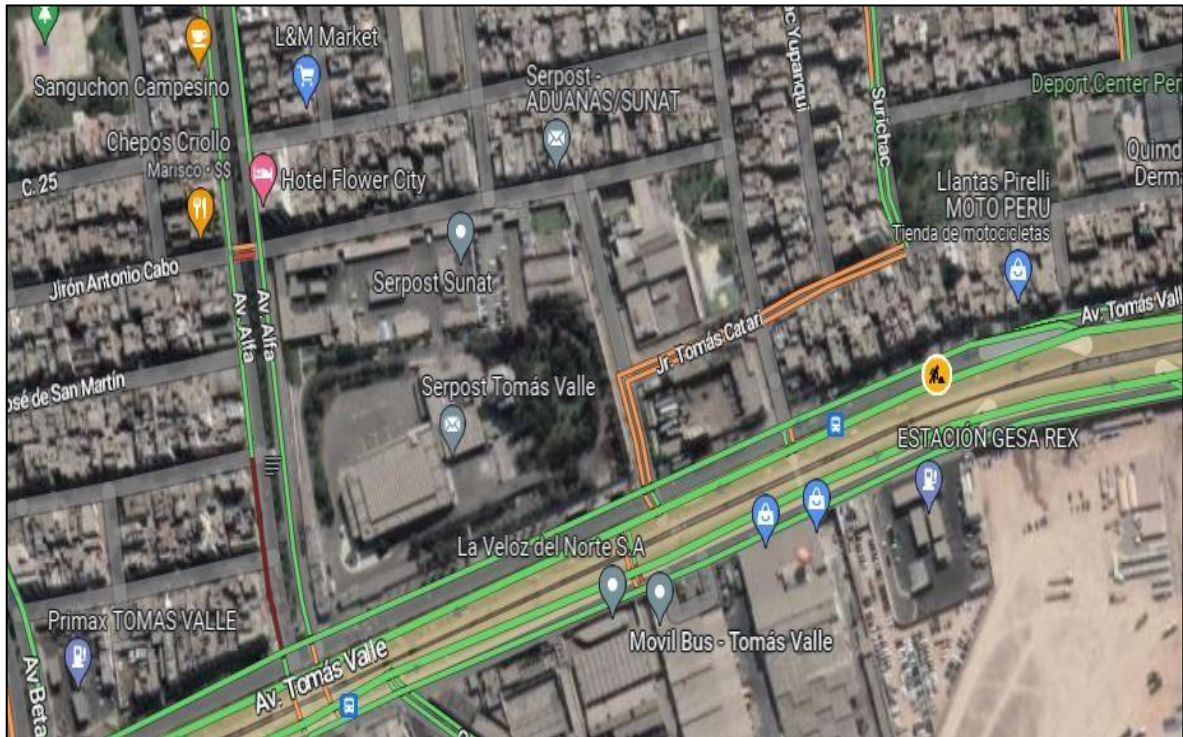 L&M Market
Sanguchon Campesino
Serpost -
ADUANAS/SUNAT
Yupanqui
Surichac
Deport Center Per
Chepo's Criollo
Marisco · $$
C. 25
Hotel Flower City
Quimd
Derm
Llantas Pirelli
MOTO PERU
Tienda de motocicletas
Jirón Antonio Cabo
Serpost Sunat
Av. Alfa
Av. Alfa
Av. Tomás Vall
Jr. Tomás Catari
osé de San Martín
Serpost Tomás Valle
ESTACIÓN GESA REX
La Veloz del Norte S.A
Primax TOMAS VALLE
Movil Bus - Tomás Valle
Av. Tomás Valle
Av Beta